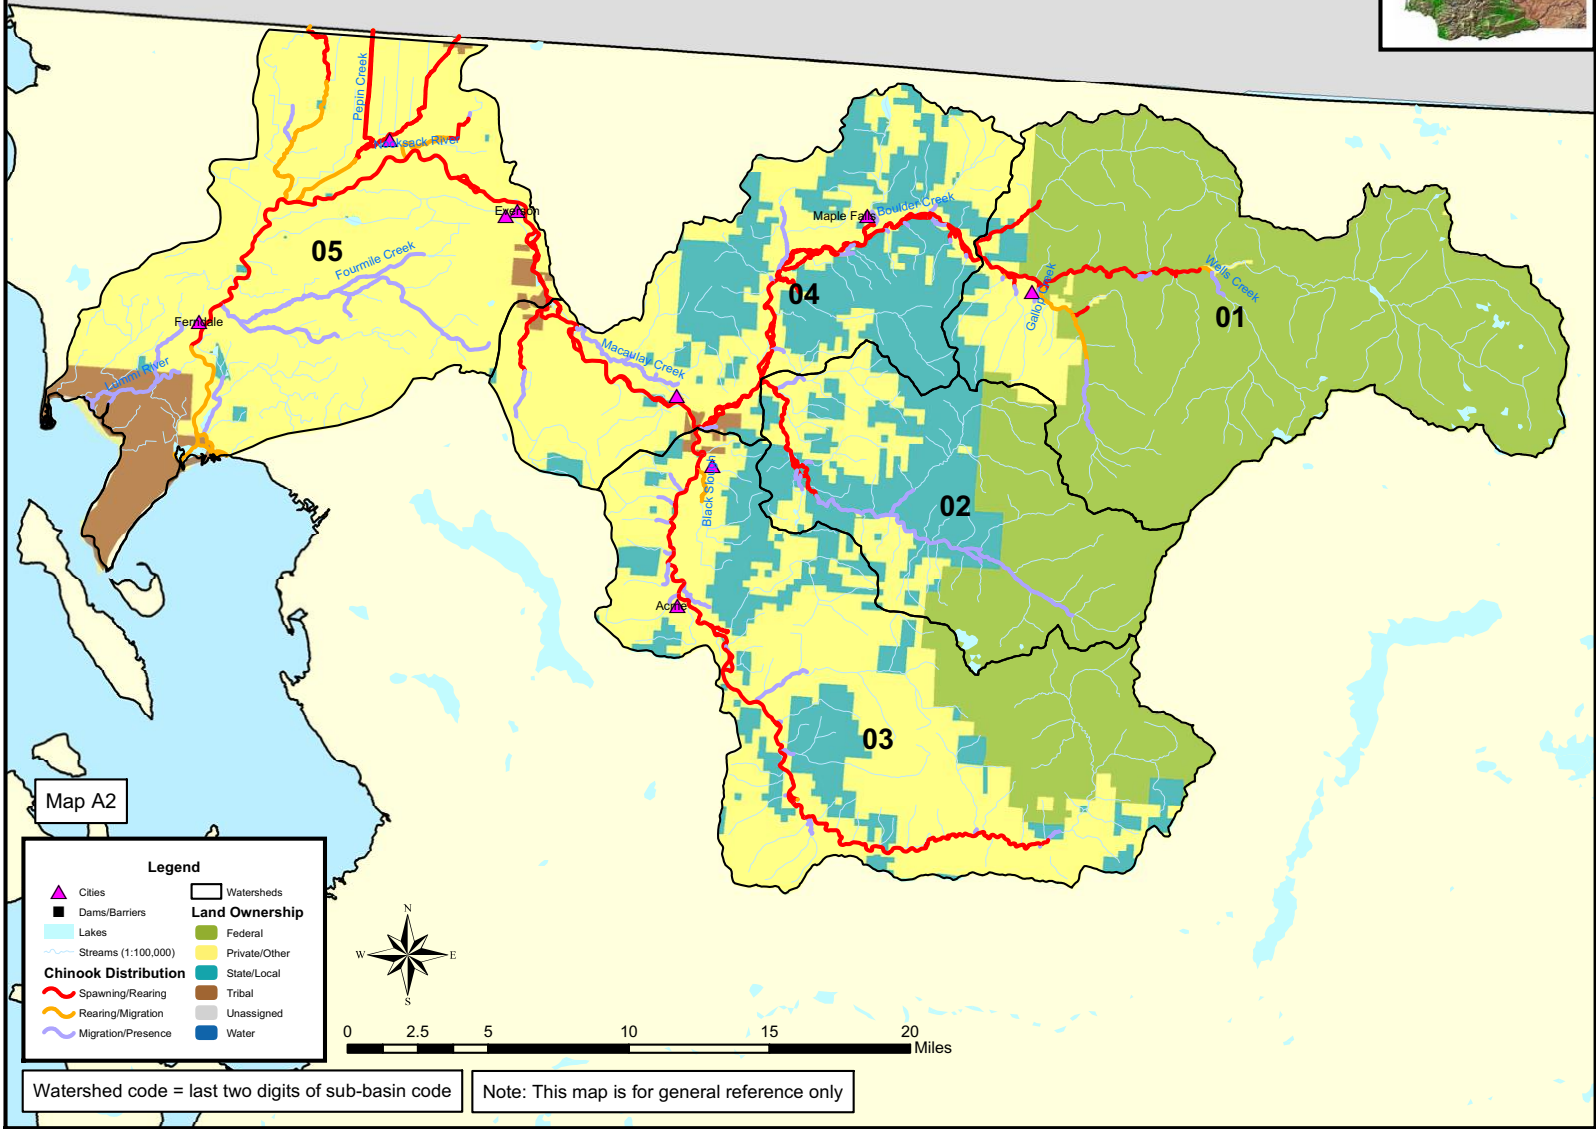 Pepin Creek
ksack River
Everson
05
Fourmile Creek
Ferndale
Lummi River
Maple Falls
Boulder Creek
04
Gallop Creek
Wells Creek
01
Macaulay Creek
02
Black Slough
Acme
03
Map A2
Legend
Cities
Dams/Barriers
Lakes
Streams (1:100,000)
Chinook Distribution
Spawning/Rearing
Rearing/Migration
Migration/Presence
Watersheds
Land Ownership
Federal
Private/Other
State/Local
Tribal
Unassigned
Water
N
W
E
S
0 2.5 5 10 15 20
Miles
Watershed code = last two digits of sub-basin code
Note: This map is for general reference only